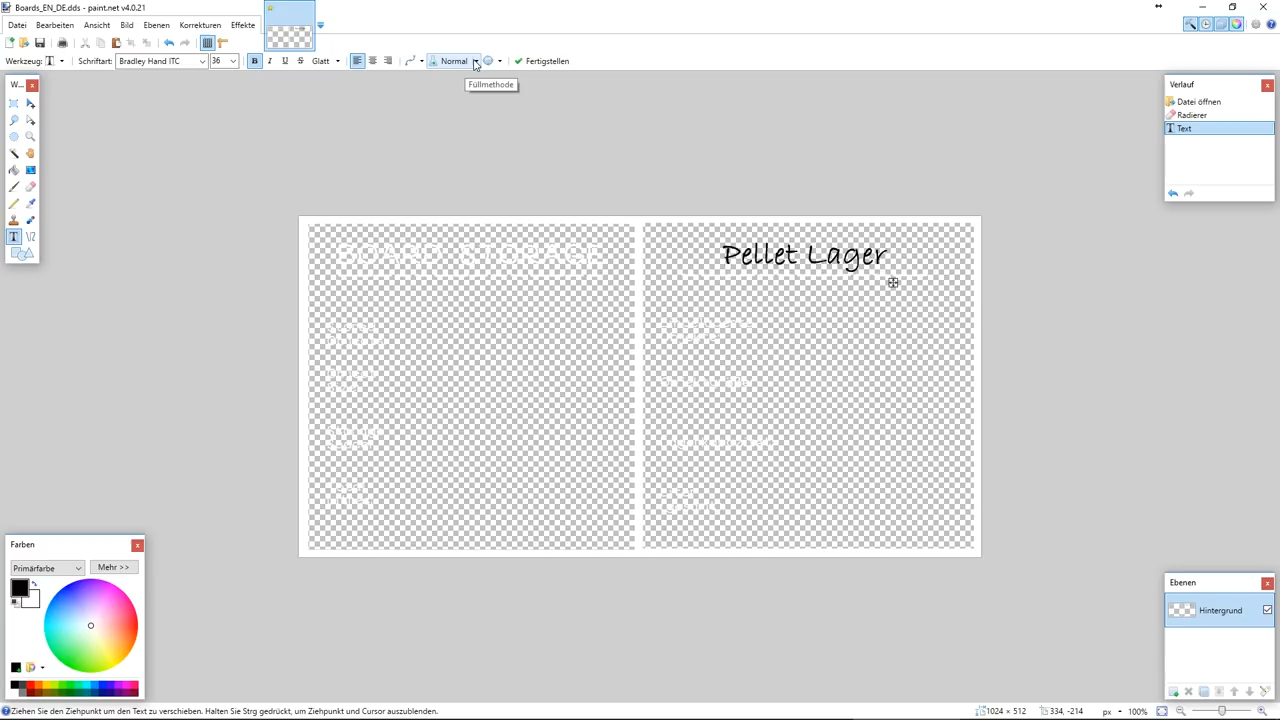 Boards_EN_DE.dds - paint.net v4.0.21
Datei Bearbeiten Ansicht Bild Ebenen Korrekturen Effekte
Werkzeug: T Schriftart: Bradley Hand ITC 36 B I U S Glatt Normal Fertigstellen
Füllmethode
W...
Verlauf
Datei öffnen
Radierer
Text
Pellet Lager
Farben
Primärfarbe
Mehr >>
Ebenen
Hintergrund
Ziehen Sie den Ziehpunkt um den Text zu verschieben. Halten Sie Strg gedrückt, um Ziehpunkt und Cursor auszublenden.
1024 × 512
334, -214
px
100%